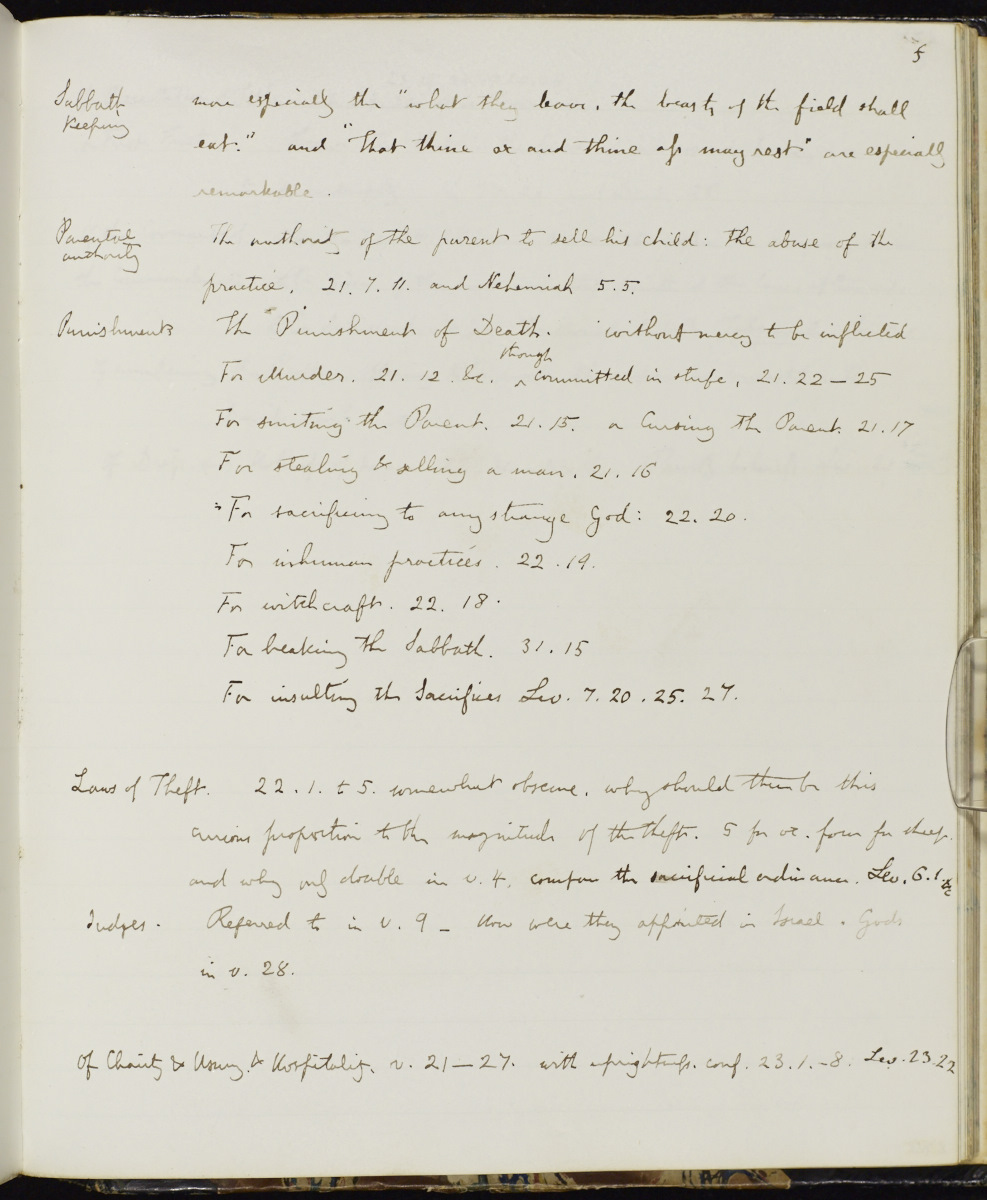 5
Sabbath keeping more especially the "what they leave, the beasts of the field shall
eat." and "that thine ox and thine ass may rest" are especially
remarkable.
Parental authority The authority of the parent to sell his child: the abuse of the
practice. 21. 7. 11. and Nehemiah 5.5.
Punishments The Punishment of Death. without mercy to be inflicted
For Murder. 21. 12. &c. though committed in strife, 21. 22 – 25
For smiting the Parent. 21. 15. or Cursing the Parent. 21. 17
For stealing & selling a man. 21. 16
For sacrificing to any strange God: 22. 20.
For inhuman practices. 22. 19.
For witchcraft. 22. 18.
For breaking the Sabbath. 31. 15
For insulting the Sacrifices Lev. 7. 20. 25. 27.
Laws of Theft. 22. 1. to 5. somewhat obscure, why should there be this
curious proportion to the magnitude of the theft. 5 for ox. four for sheep.
and why only double in v. 4. compare the sacrificial ordinance. Lev. 6. 1 &c
Judges. Referred to in v. 9 – How were they appointed in Israel. Gods
in v. 28.
Of Charity & Usury, & Hospitality. v. 21 – 27. with uprightness. conf. 23. 1. – 8. Lev. 23. 22